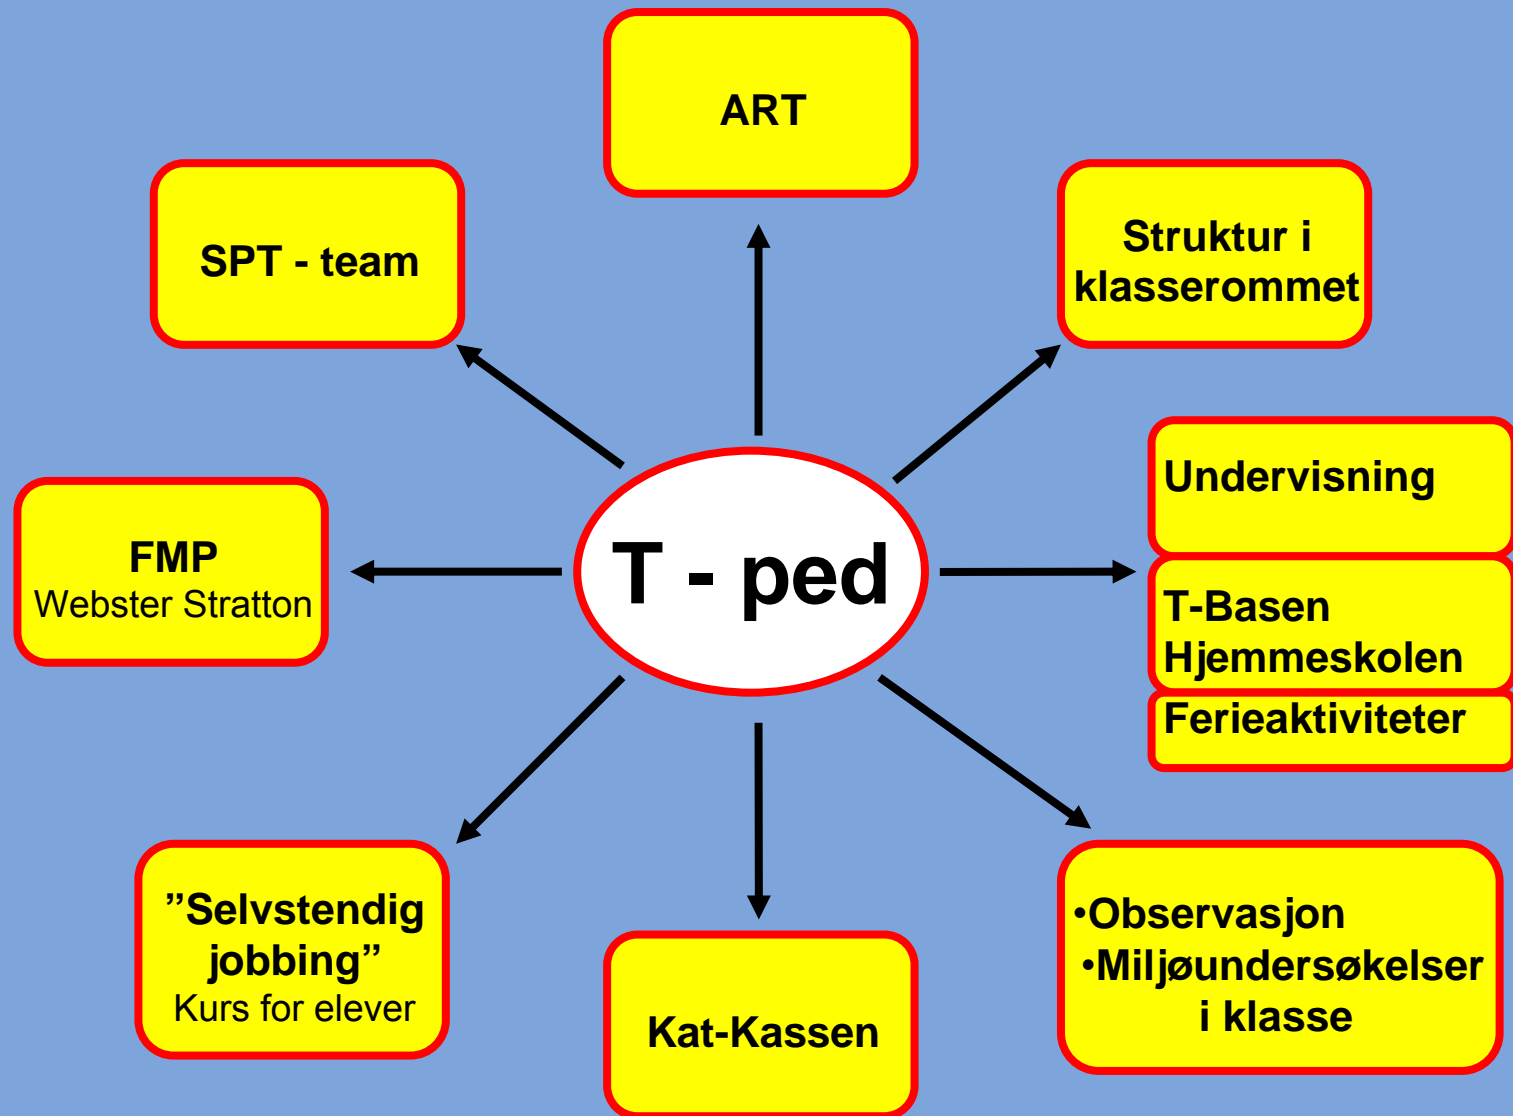 ART
SPT - team
Struktur i
klasserommet
Undervisning
T-Basen
Hjemmeskolen
Ferieaktiviteter
T - ped
FMP
Webster Stratton
”Selvstendig
jobbing”
Kurs for elever
Kat-Kassen
•Observasjon
•Miljøundersøkelser
i klasse